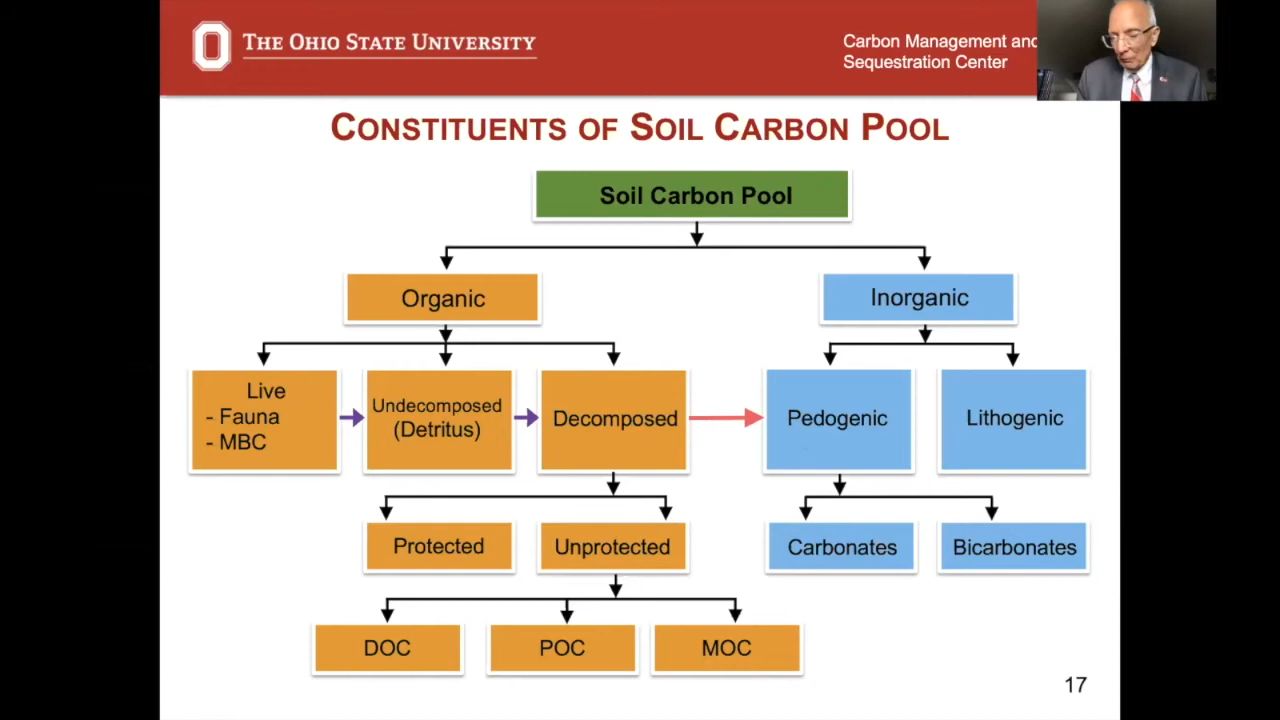 THE OHIO STATE UNIVERSITY
Carbon Management and
Sequestration Center
CONSTITUENTS OF SOIL CARBON POOL
Soil Carbon Pool
Organic
Inorganic
Live
- Fauna
- MBC
Undecomposed
(Detritus)
Decomposed
Pedogenic
Lithogenic
Protected
Unprotected
Carbonates
Bicarbonates
DOC
POC
MOC
17